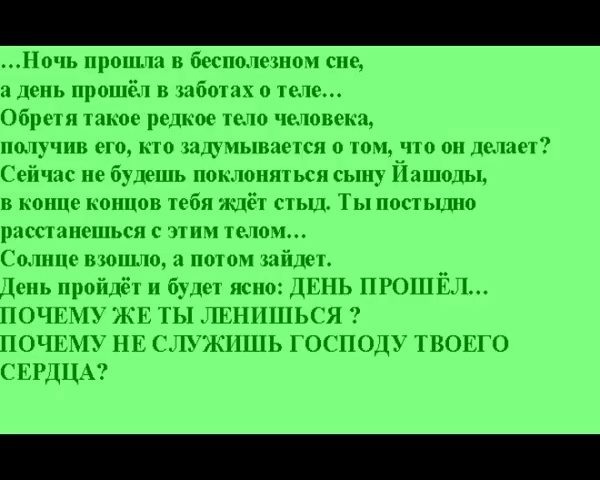 …Ночь прошла в бесполезном сне,
а день прошёл в заботах о теле…
Обретя такое редкое тело человека,
получив его, кто задумывается о том, что он делает?
Сейчас не будешь поклоняться сыну Йашоды,
в конце концов тебя ждёт стыд. Ты постыдно
расстанешься с этим телом…
Солнце взошло, а потом зайдет.
День пройдёт и будет ясно: ДЕНЬ ПРОШЁЛ…
ПОЧЕМУ ЖЕ ТЫ ЛЕНИШЬСЯ ?
ПОЧЕМУ НЕ СЛУЖИШЬ ГОСПОДУ ТВОЕГО
СЕРДЦА?